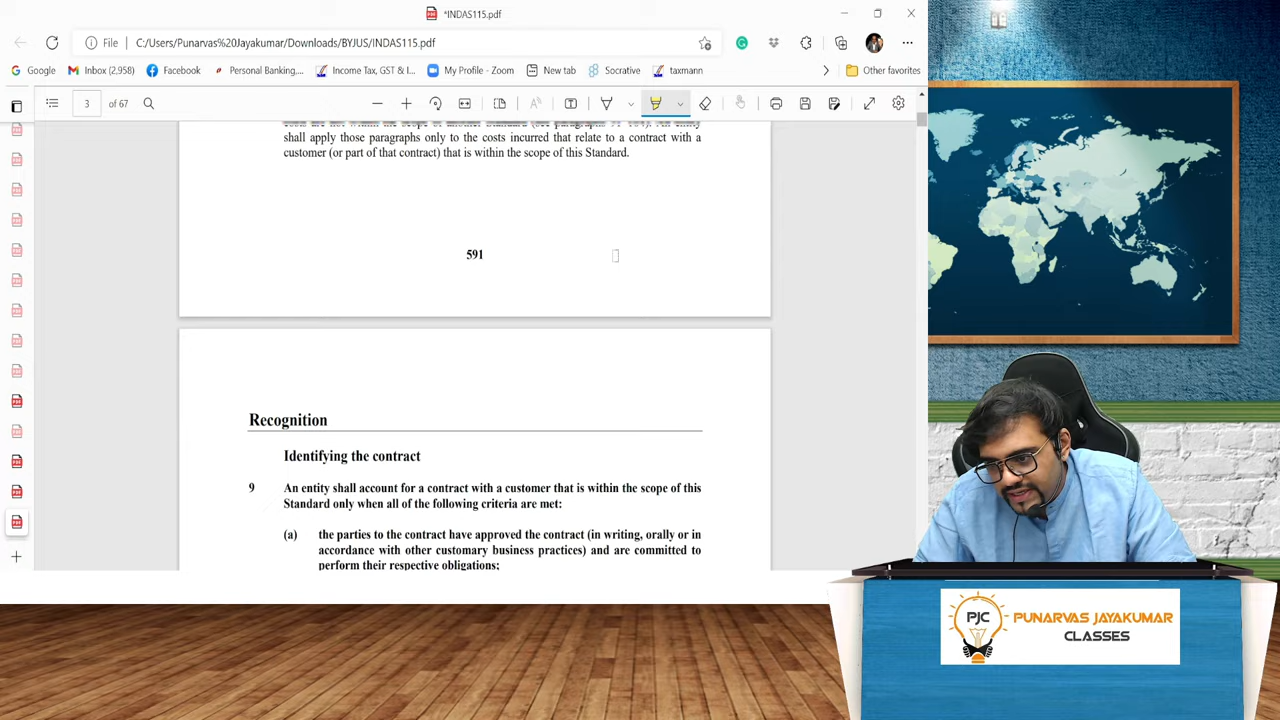 *INDAS115.pdf
File
C:/Users/Punarvas%20Jayakumar/Downloads/BYJUS/INDAS115.pdf
Google
Inbox (2,958)
Facebook
Personal Banking,...
Income Tax, GST & I...
My Profile - Zoom
New tab
Socrative
taxmann
Other favorites
3 of 67
shall apply those paragraphs only to the costs incurred that relate to a contract with a
customer (or part of that contract) that is within the scope of this Standard.
591
Recognition
Identifying the contract
9 An entity shall account for a contract with a customer that is within the scope of this
Standard only when all of the following criteria are met:
(a) the parties to the contract have approved the contract (in writing, orally or in
accordance with other customary business practices) and are committed to
perform their respective obligations;
PJC
PUNARVAS JAYAKUMAR
CLASSES